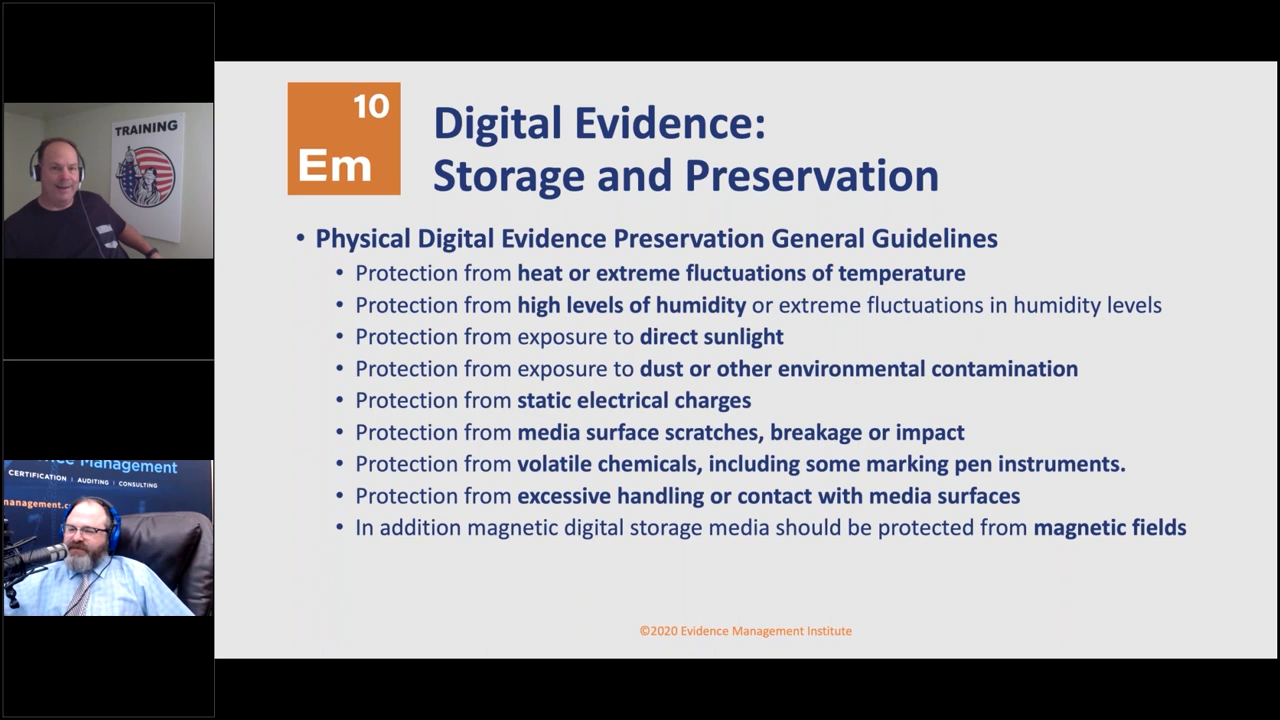 TRAINING
ence Management
CERTIFICATION | AUDITING | CONSULTING
management.c
10
Em
Digital Evidence:
Storage and Preservation
• Physical Digital Evidence Preservation General Guidelines
• Protection from heat or extreme fluctuations of temperature
• Protection from high levels of humidity or extreme fluctuations in humidity levels
• Protection from exposure to direct sunlight
• Protection from exposure to dust or other environmental contamination
• Protection from static electrical charges
• Protection from media surface scratches, breakage or impact
• Protection from volatile chemicals, including some marking pen instruments.
• Protection from excessive handling or contact with media surfaces
• In addition magnetic digital storage media should be protected from magnetic fields
©2020 Evidence Management Institute